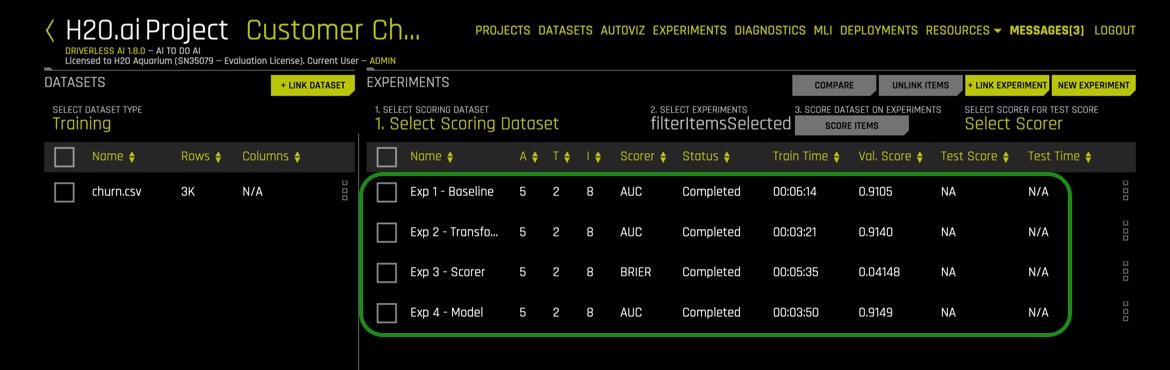 H2O.ai Project Customer Ch...
PROJECTS DATASETS AUTOVIZ EXPERIMENTS DIAGNOSTICS MLI DEPLOYMENTS RESOURCES MESSAGES[3] LOGOUT
DRIVERLESS AI 1.8.0 – AI TO DO AI
Licensed to H2O Aquarium (SN35079 – Evaluation License). Current User – ADMIN
DATASETS
+ LINK DATASET
SELECT DATASET TYPE
Training
Name Rows Columns
churn.csv 3K N/A
EXPERIMENTS
COMPARE UNLINK ITEMS + LINK EXPERIMENT NEW EXPERIMENT
1. SELECT SCORING DATASET
1. Select Scoring Dataset
2. SELECT EXPERIMENTS
filterItemsSelected
3. SCORE DATASET ON EXPERIMENTS
SCORE ITEMS
SELECT SCORER FOR TEST SCORE
Select Scorer
Name A T I Scorer Status Train Time Val. Score Test Score Test Time
Exp 1 - Baseline 5 2 8 AUC Completed 00:05:14 0.9105 NA N/A
Exp 2 - Transfo... 5 2 8 AUC Completed 00:03:21 0.9140 NA N/A
Exp 3 - Scorer 5 2 8 BRIER Completed 00:05:35 0.04148 NA N/A
Exp 4 - Model 5 2 8 AUC Completed 00:03:50 0.9149 NA N/A